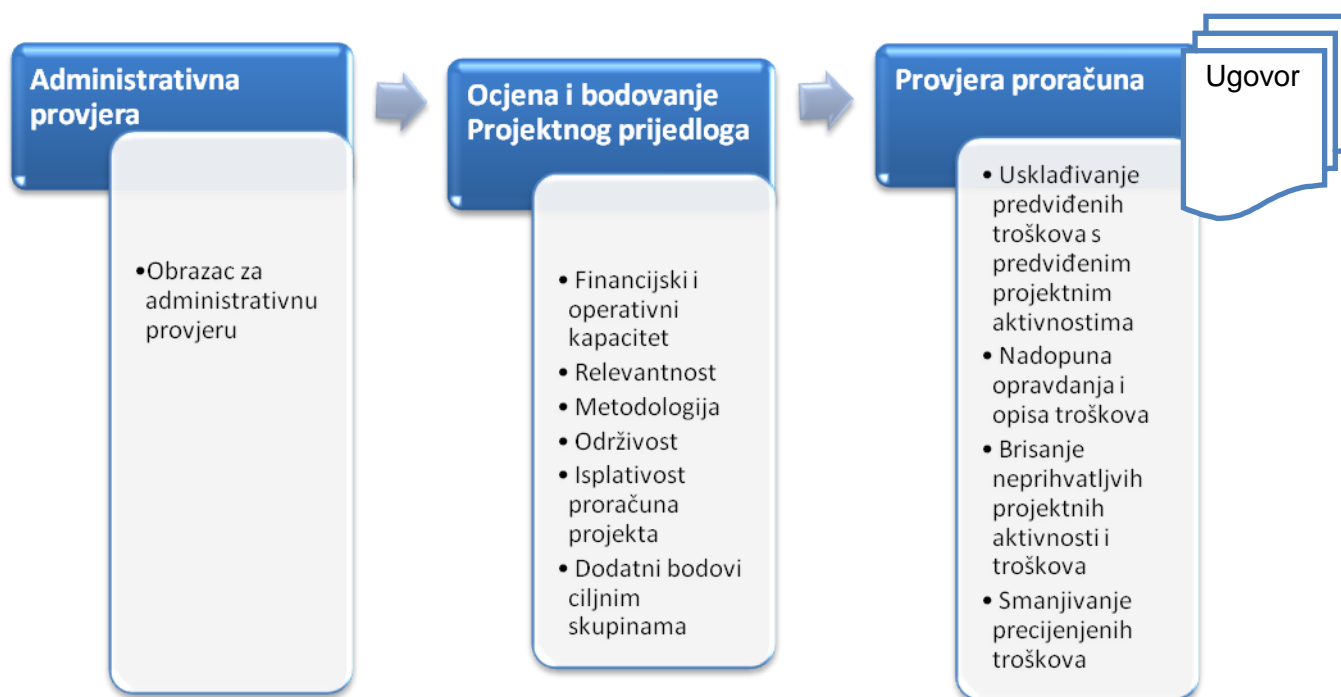 Administrativna
provjera
•Obrazac za
administrativnu
provjeru
Ocjena i bodovanje
Projektnog prijedloga
• Financijski i
operativni
kapacitet
• Relevantnost
• Metodologija
• Održivost
• Isplativost
proračuna
projekta
• Dodatni bodovi
ciljnim
skupinama
Provjera proračuna
• Usklađivanje
predviđenih
troškova s
predviđenim
projektnim
aktivnostima
• Nadopuna
opravdanja i
opisa troškova
• Brisanje
neprihvatljvih
projektnih
aktivnosti i
troškova
• Smanjivanje
precijenjenih
troškova
Ugovor